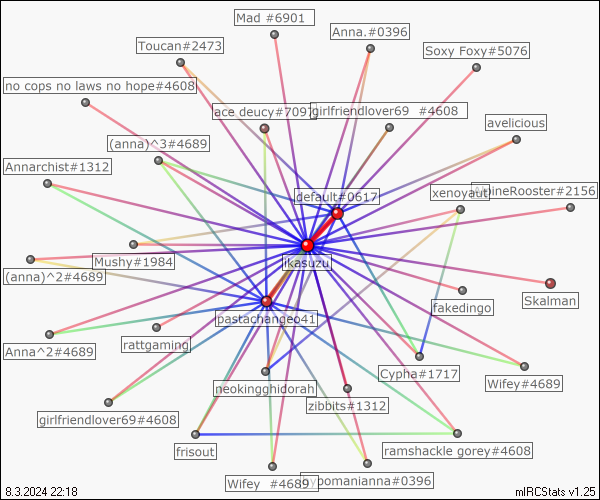 Mad #6901
Toucan#2473
Anna.#0396
Soxy Foxy#5076
no cops no laws no hope#4608
ace deucy#7097
girlfriendlover69 #4608
avelicious
(anna)^3#4689
Annarchist#1312
default#0617
xenoyaut
ineRooster#2156
Mushy#1984
ikasuzu
(anna)^2#4689
Skalman
fakedingo
pastachangeo41
rattgaming
Anna^2#4689
Cypha#1717
Wifey#4689
neokingghidorah
zibbits#1312
girlfriendlover69#4608
frisout
ramshackle gorey#4608
Wifey #4689
pomanianna#0396
8.3.2024 22:18
mIRCStats v1.25